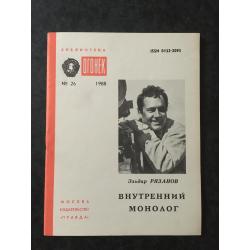 БИБЛИОТЕКА
ОГОНЕК
№ 26 1988
ISSN 0132-2095
Эльдар РЯЗАНОВ
ВНУТРЕННИЙ
МОНОЛОГ
МОСКВА
ИЗДАТЕЛЬСТВО
«ПРАВДА»